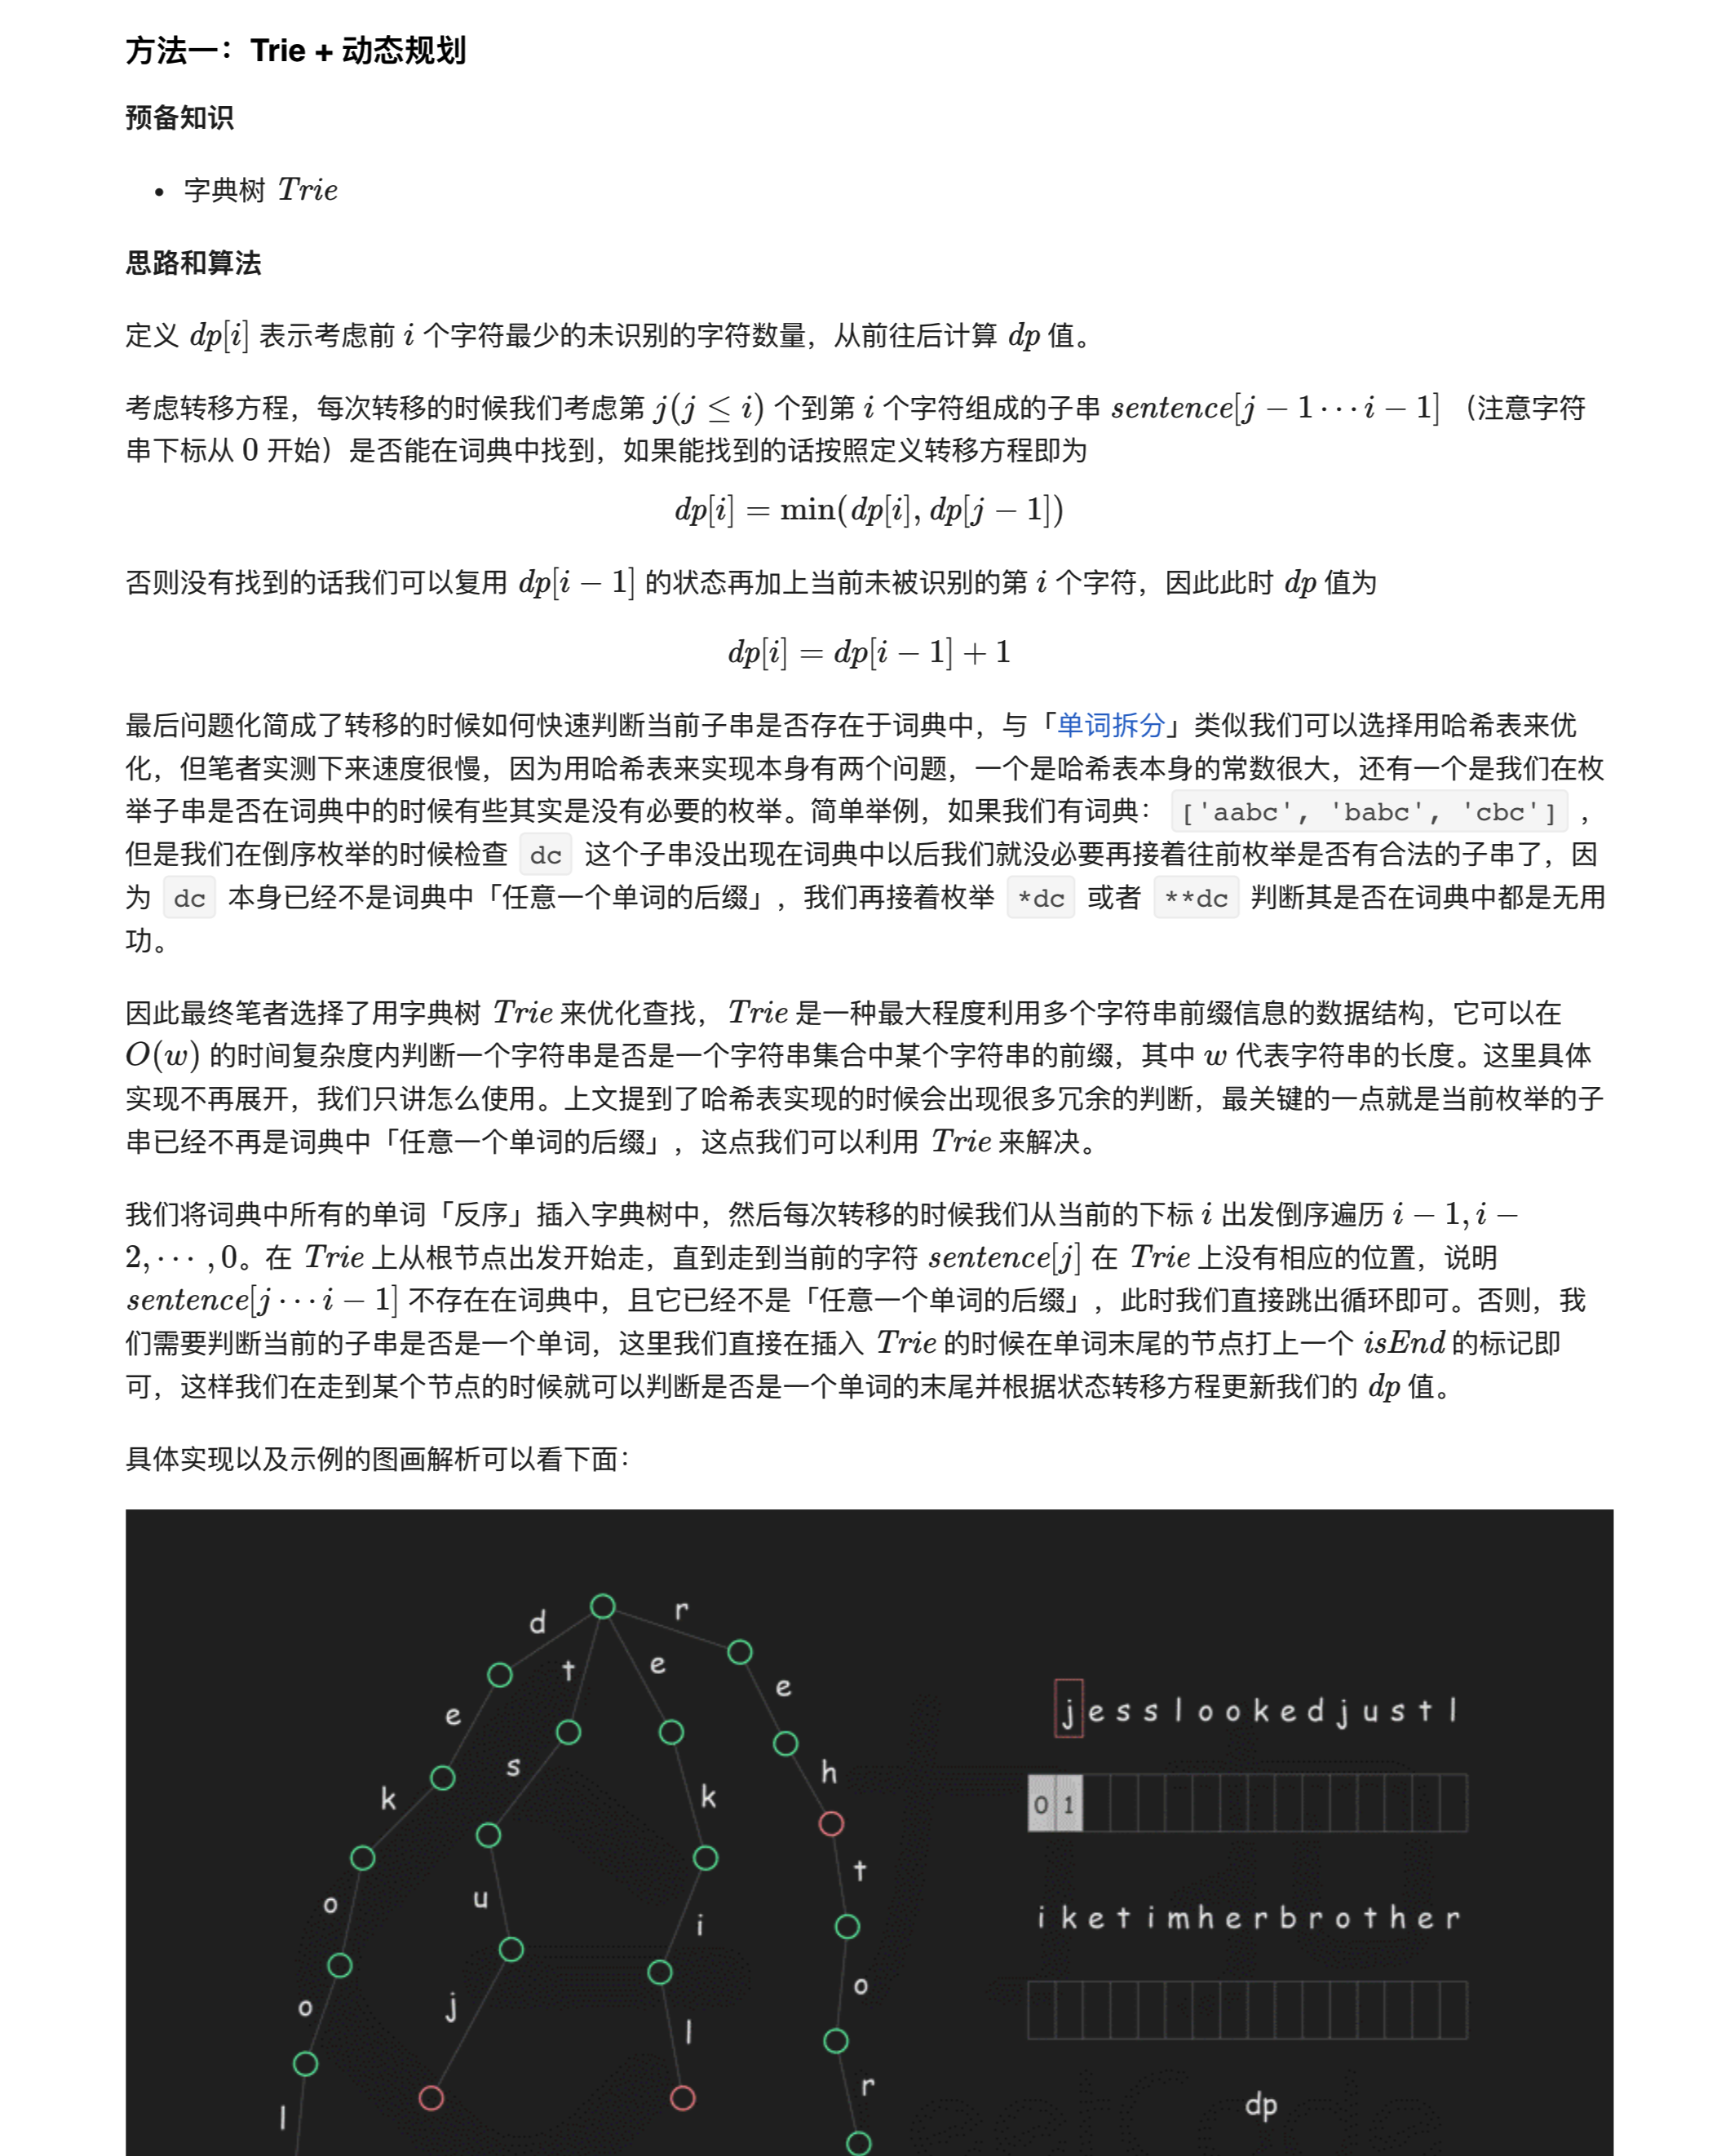 方法一：Trie + 动态规划
预备知识
• 字典树 Trie
思路和算法
定义 dp[i] 表示考虑前 i 个字符最少的未识别的字符数量，从前往后计算 dp 值。
考虑转移方程，每次转移的时候我们考虑第 j(j ≤ i) 个到第 i 个字符组成的子串 sentence[j − 1 ⋯ i − 1] （注意字符
串下标从 0 开始）是否能在词典中找到，如果能找到的话按照定义转移方程即为
dp[i] = min(dp[i], dp[j − 1])
否则没有找到的话我们可以复用 dp[i − 1] 的状态再加上当前未被识别的第 i 个字符，因此此时 dp 值为
dp[i] = dp[i − 1] + 1
最后问题化简成了转移的时候如何快速判断当前子串是否存在于词典中，与「单词拆分」类似我们可以选择用哈希表来优
化，但笔者实测下来速度很慢，因为用哈希表来实现本身有两个问题，一个是哈希表本身的常数很大，还有一个是我们在枚
举子串是否在词典中的时候有些其实是没有必要的枚举。简单举例，如果我们有词典： ['aabc', 'babc', 'cbc'] ，
但是我们在倒序枚举的时候检查 dc 这个子串没出现在词典中以后我们就没必要再接着往前枚举是否有合法的子串了，因
为 dc 本身已经不是词典中「任意一个单词的后缀」，我们再接着枚举 *dc 或者 **dc 判断其是否在词典中都是无用
功。
因此最终笔者选择了用字典树 Trie 来优化查找，Trie 是一种最大程度利用多个字符串前缀信息的数据结构，它可以在
O(w) 的时间复杂度内判断一个字符串是否是一个字符串集合中某个字符串的前缀，其中 w 代表字符串的长度。这里具体
实现不再展开，我们只讲怎么使用。上文提到了哈希表实现的时候会出现很多冗余的判断，最关键的一点就是当前枚举的子
串已经不再是词典中「任意一个单词的后缀」，这点我们可以利用 Trie 来解决。
我们将词典中所有的单词「反序」插入字典树中，然后每次转移的时候我们从当前的下标 i 出发倒序遍历 i − 1, i −
2, ⋯ , 0。在 Trie 上从根节点出发开始走，直到走到当前的字符 sentence[j] 在 Trie 上没有相应的位置，说明
sentence[j ⋯ i − 1] 不存在在词典中，且它已经不是「任意一个单词的后缀」，此时我们直接跳出循环即可。否则，我
们需要判断当前的子串是否是一个单词，这里我们直接在插入 Trie 的时候在单词末尾的节点打上一个 isEnd 的标记即
可，这样我们在走到某个节点的时候就可以判断是否是一个单词的末尾并根据状态转移方程更新我们的 dp 值。
具体实现以及示例的图画解析可以看下面：
d
r
t
e
e
e
j e s s l o o k e d j u s t l
s
h
k
k
0 1
t
o
u
i
i k e t i m h e r b r o t h e r
o
o
j
l
r
dp
l